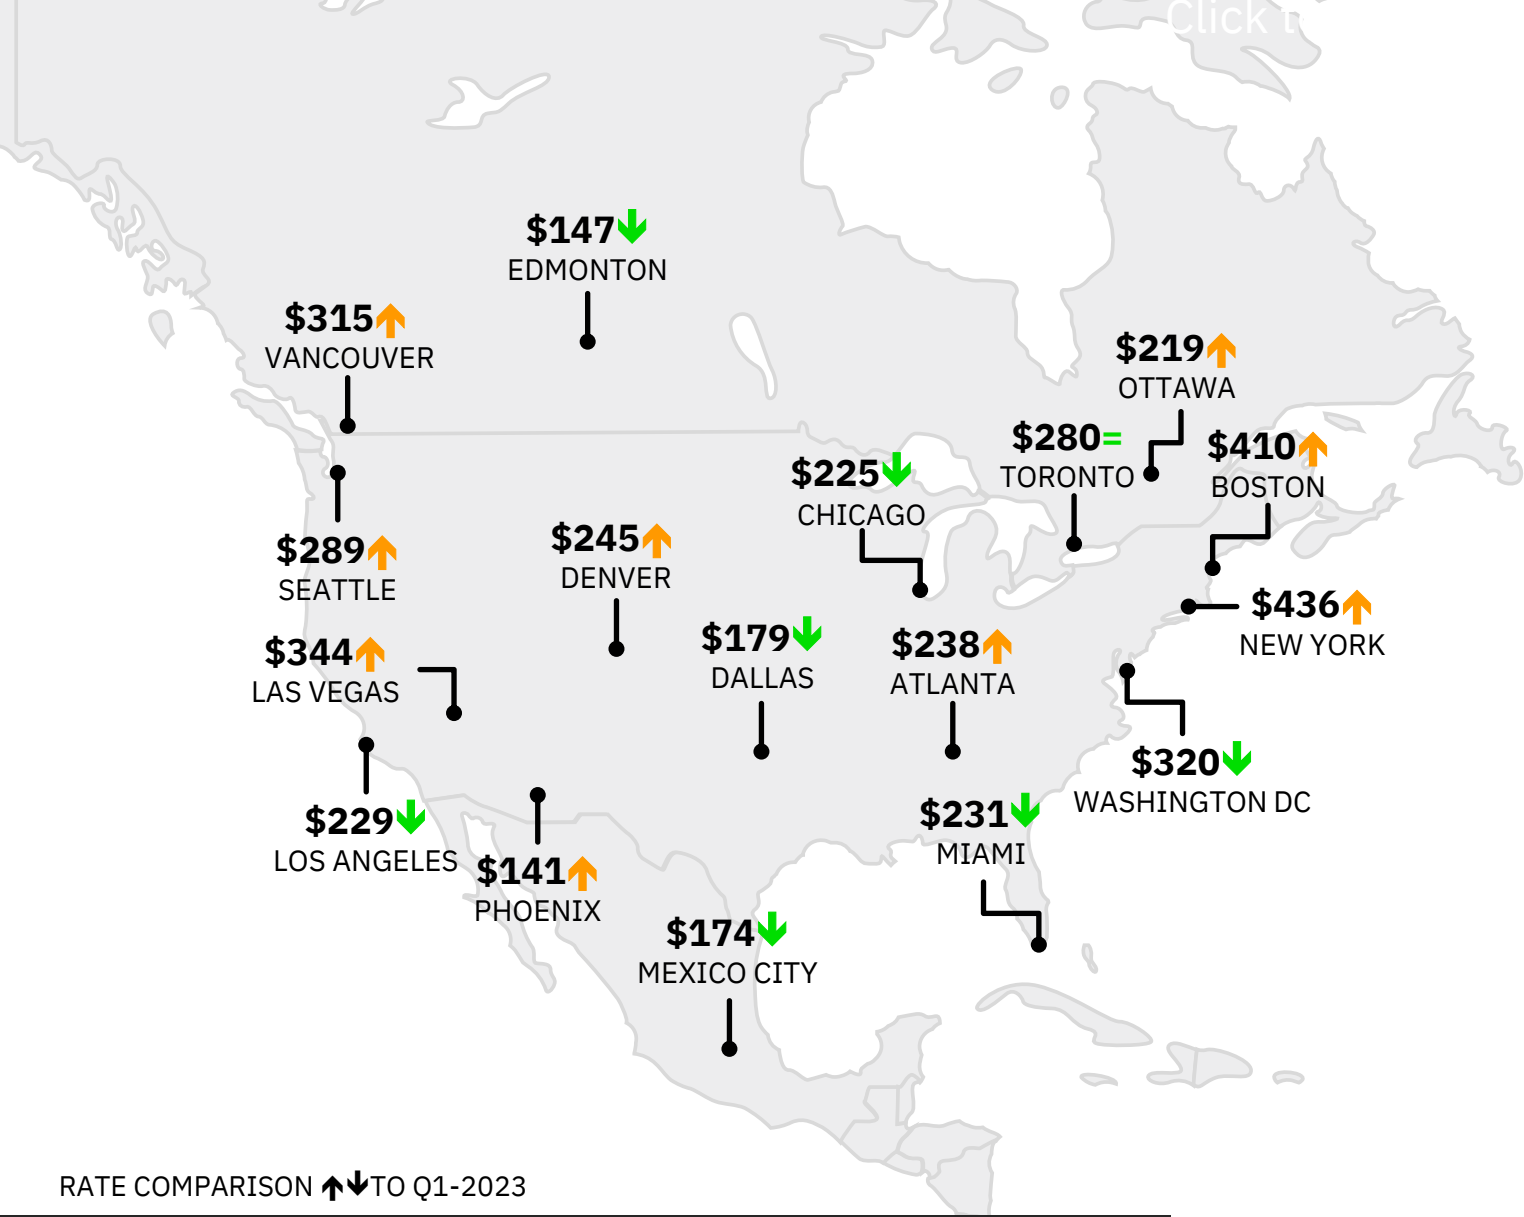 Click t
$147↓
EDMONTON
$315↑
VANCOUVER
$219↑
OTTAWA
$280=
TORONTO
$410↑
BOSTON
$225↓
CHICAGO
$289↑
SEATTLE
$245↑
DENVER
$436↑
NEW YORK
$344↑
LAS VEGAS
$179↓
DALLAS
$238↑
ATLANTA
$320↓
WASHINGTON DC
$229↓
LOS ANGELES
$231↓
MIAMI
$141↑
PHOENIX
$174↓
MEXICO CITY
RATE COMPARISON ↑↓TO Q1-2023